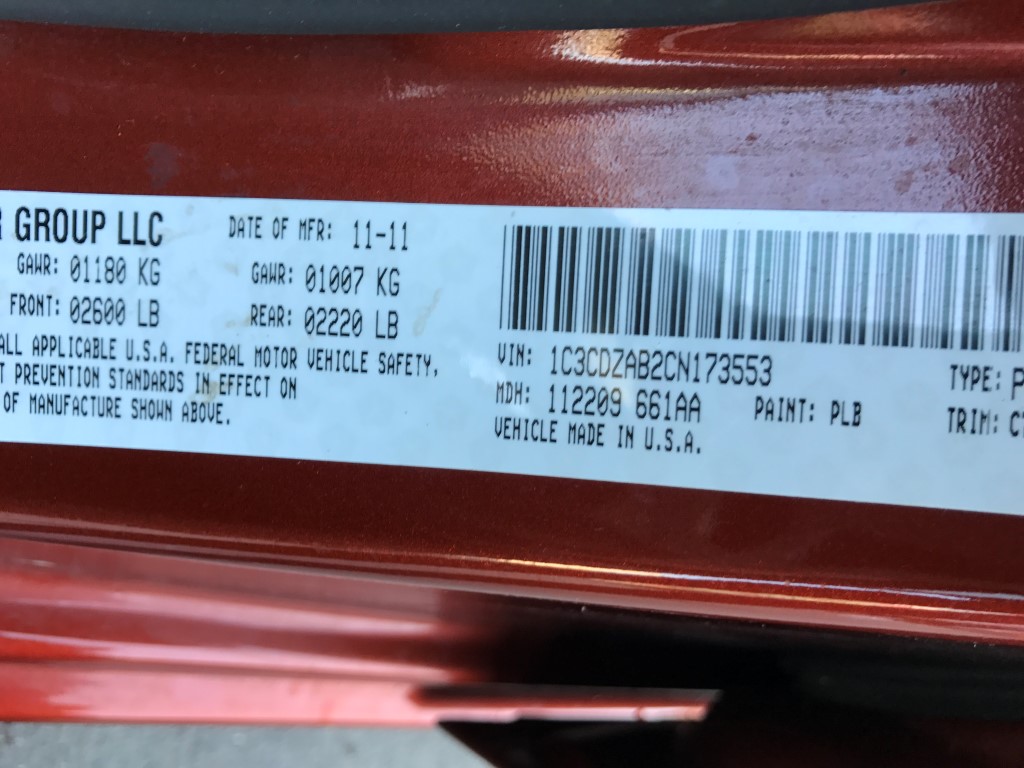 GROUP LLC
DATE OF MFR: 11-11
GAWR: 01180 KG
GAWR: 01007 KG
FRONT: 02600 LB
REAR: 02220 LB
ALL APPLICABLE U.S.A. FEDERAL MOTOR VEHICLE SAFETY,
PREVENTION STANDARDS IN EFFECT ON
OF MANUFACTURE SHOWN ABOVE.
VIN: 1C3CDZAB2CN173553
TYPE:
MDH: 112209 661AA
PAINT: PLB
TRIM:
VEHICLE MADE IN U.S.A.